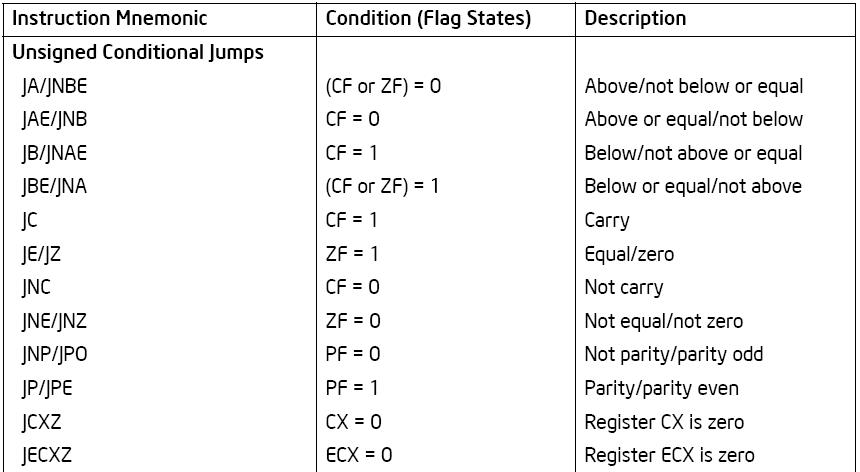 Instruction Mnemonic Condition (Flag States) Description
Unsigned Conditional Jumps
JA/JNBE (CF or ZF) = 0 Above/not below or equal
JAE/JNB CF = 0 Above or equal/not below
JB/JNAE CF = 1 Below/not above or equal
JBE/JNA (CF or ZF) = 1 Below or equal/not above
JC CF = 1 Carry
JE/JZ ZF = 1 Equal/zero
JNC CF = 0 Not carry
JNE/JNZ ZF = 0 Not equal/not zero
JNP/JPO PF = 0 Not parity/parity odd
JP/JPE PF = 1 Parity/parity even
JCXZ CX = 0 Register CX is zero
JECXZ ECX = 0 Register ECX is zero